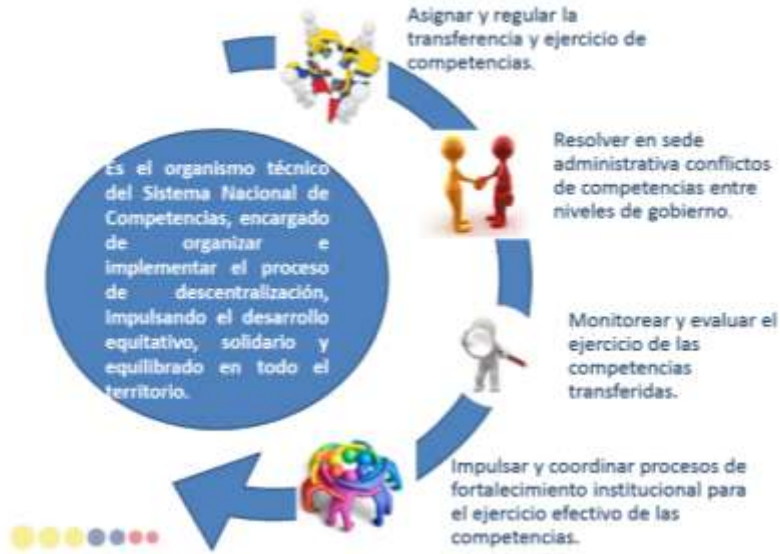 Asignar y regular la
transferencia y ejercicio de
competencias.
Resolver en sede
administrativa conflictos
de competencias entre
niveles de gobierno.
Es el organismo técnico
del Sistema Nacional de
Competencias, encargado
de organizar e
implementar el proceso
de descentralización,
impulsando el desarrollo
equitativo, solidario y
equilibrado en todo el
territorio.
Monitorear y evaluar el
ejercicio de las
competencias
transferidas.
Impulsar y coordinar procesos de
fortalecimiento institucional para
el ejercicio efectivo de las
competencias.